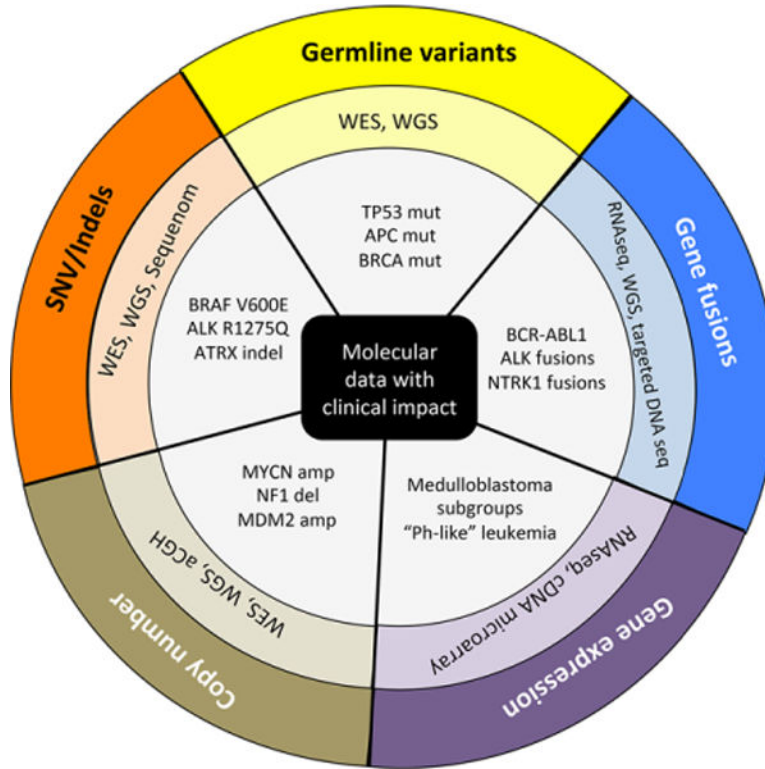 Germline variants
WES, WGS
TP53 mut
APC mut
BRCA mut
Gene fusions
RNAseq, WGS, targeted DNA seq
BCR-ABL1
ALK fusions
NTRK1 fusions
Gene expression
RNAseq, cDNA microarray
Medulloblastoma
subgroups
“Ph-like” leukemia
Copy number
WES, WGS, aCGH
MYCN amp
NF1 del
MDM2 amp
SNV/Indels
WES, WGS, Sequenom
BRAF V600E
ALK R1275Q
ATRX indel
Molecular
data with
clinical impact